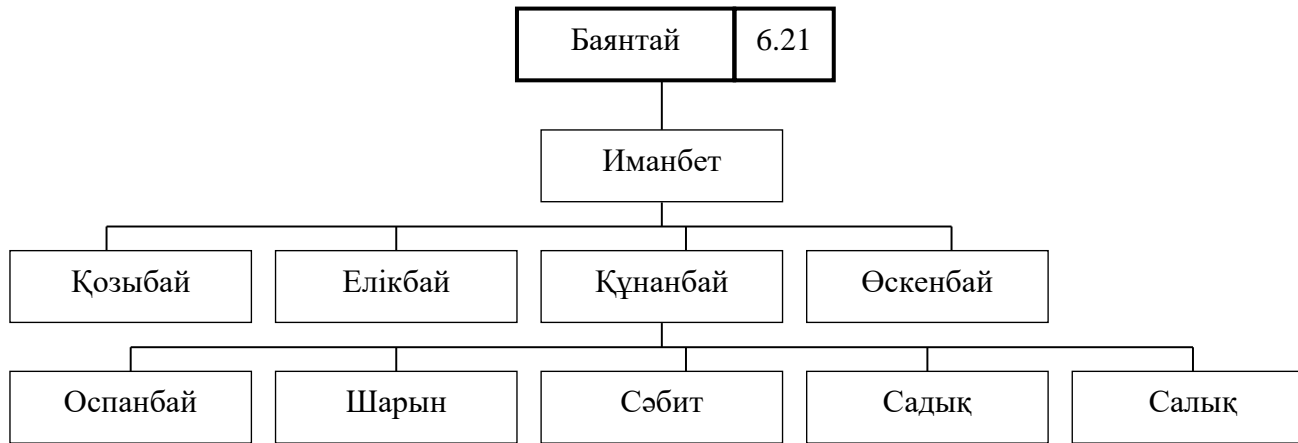 Баянтай 6.21
Иманбет
Қозыбай Елікбай Құнанбай Өскенбай
Оспанбай Шарын Сәбит Садық Салық